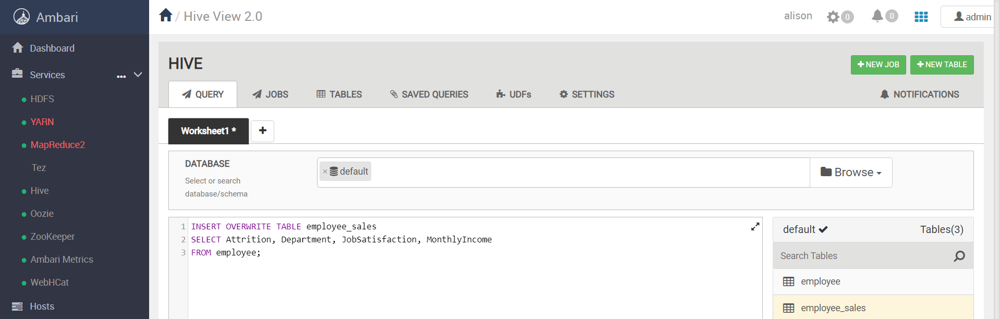 Ambari
Hive View 2.0
alison
0
0
admin
Dashboard
Services
HDFS
YARN
MapReduce2
Tez
Hive
Oozie
ZooKeeper
Ambari Metrics
WebHCat
Hosts
HIVE
NEW JOB
NEW TABLE
QUERY
JOBS
TABLES
SAVED QUERIES
UDFs
SETTINGS
NOTIFICATIONS
Worksheet1 *
DATABASE
Select or search
database/schema
× default
Browse
1 INSERT OVERWRITE TABLE employee_sales
2 SELECT Attrition, Department, JobSatisfaction, MonthlyIncome
3 FROM employee;
default
Tables(3)
Search Tables
employee
employee_sales